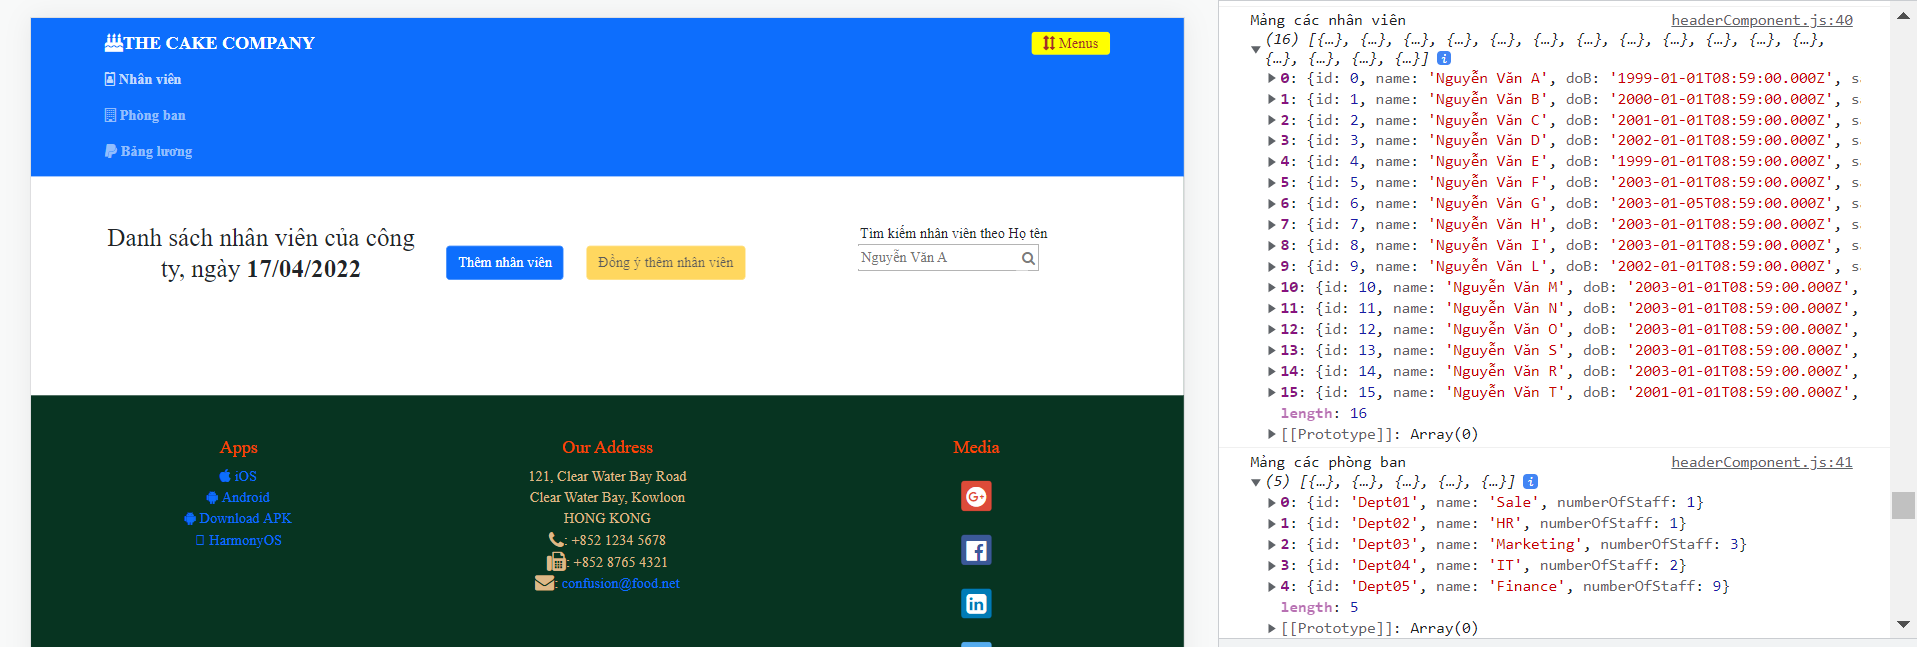 THE CAKE COMPANY
Menus
Nhân viên
Phòng ban
Bảng lương
Danh sách nhân viên của công
ty, ngày 17/04/2022
Thêm nhân viên
Đồng ý thêm nhân viên
Tìm kiếm nhân viên theo Họ tên
Nguyễn Văn A
Apps
iOS
Android
Download APK
HarmonyOS
Our Address
121, Clear Water Bay Road
Clear Water Bay, Kowloon
HONG KONG
: +852 1234 5678
: +852 8765 4321
: confusion@food.net
Media
Mảng các nhân viên headerComponent.js:40
(16) [{…}, {…}, {…}, {…}, {…}, {…}, {…}, {…}, {…}, {…}, {…}, {…},
{…}, {…}, {…}, {…}]
0: {id: 0, name: 'Nguyễn Văn A', doB: '1999-01-01T08:59:00.000Z', s
1: {id: 1, name: 'Nguyễn Văn B', doB: '2000-01-01T08:59:00.000Z', s
2: {id: 2, name: 'Nguyễn Văn C', doB: '2001-01-01T08:59:00.000Z', s
3: {id: 3, name: 'Nguyễn Văn D', doB: '2002-01-01T08:59:00.000Z', s
4: {id: 4, name: 'Nguyễn Văn E', doB: '1999-01-01T08:59:00.000Z', s
5: {id: 5, name: 'Nguyễn Văn F', doB: '2003-01-01T08:59:00.000Z', s
6: {id: 6, name: 'Nguyễn Văn G', doB: '2003-01-05T08:59:00.000Z', s
7: {id: 7, name: 'Nguyễn Văn H', doB: '2003-01-01T08:59:00.000Z', s
8: {id: 8, name: 'Nguyễn Văn I', doB: '2003-01-01T08:59:00.000Z', s
9: {id: 9, name: 'Nguyễn Văn L', doB: '2002-01-01T08:59:00.000Z', s
10: {id: 10, name: 'Nguyễn Văn M', doB: '2003-01-01T08:59:00.000Z',
11: {id: 11, name: 'Nguyễn Văn N', doB: '2003-01-01T08:59:00.000Z',
12: {id: 12, name: 'Nguyễn Văn O', doB: '2003-01-01T08:59:00.000Z',
13: {id: 13, name: 'Nguyễn Văn S', doB: '2003-01-01T08:59:00.000Z',
14: {id: 14, name: 'Nguyễn Văn R', doB: '2003-01-01T08:59:00.000Z',
15: {id: 15, name: 'Nguyễn Văn T', doB: '2001-01-01T08:59:00.000Z',
length: 16
[[Prototype]]: Array(0)
Mảng các phòng ban headerComponent.js:41
(5) [{…}, {…}, {…}, {…}, {…}]
0: {id: 'Dept01', name: 'Sale', numberOfStaff: 1}
1: {id: 'Dept02', name: 'HR', numberOfStaff: 1}
2: {id: 'Dept03', name: 'Marketing', numberOfStaff: 3}
3: {id: 'Dept04', name: 'IT', numberOfStaff: 2}
4: {id: 'Dept05', name: 'Finance', numberOfStaff: 9}
length: 5
[[Prototype]]: Array(0)